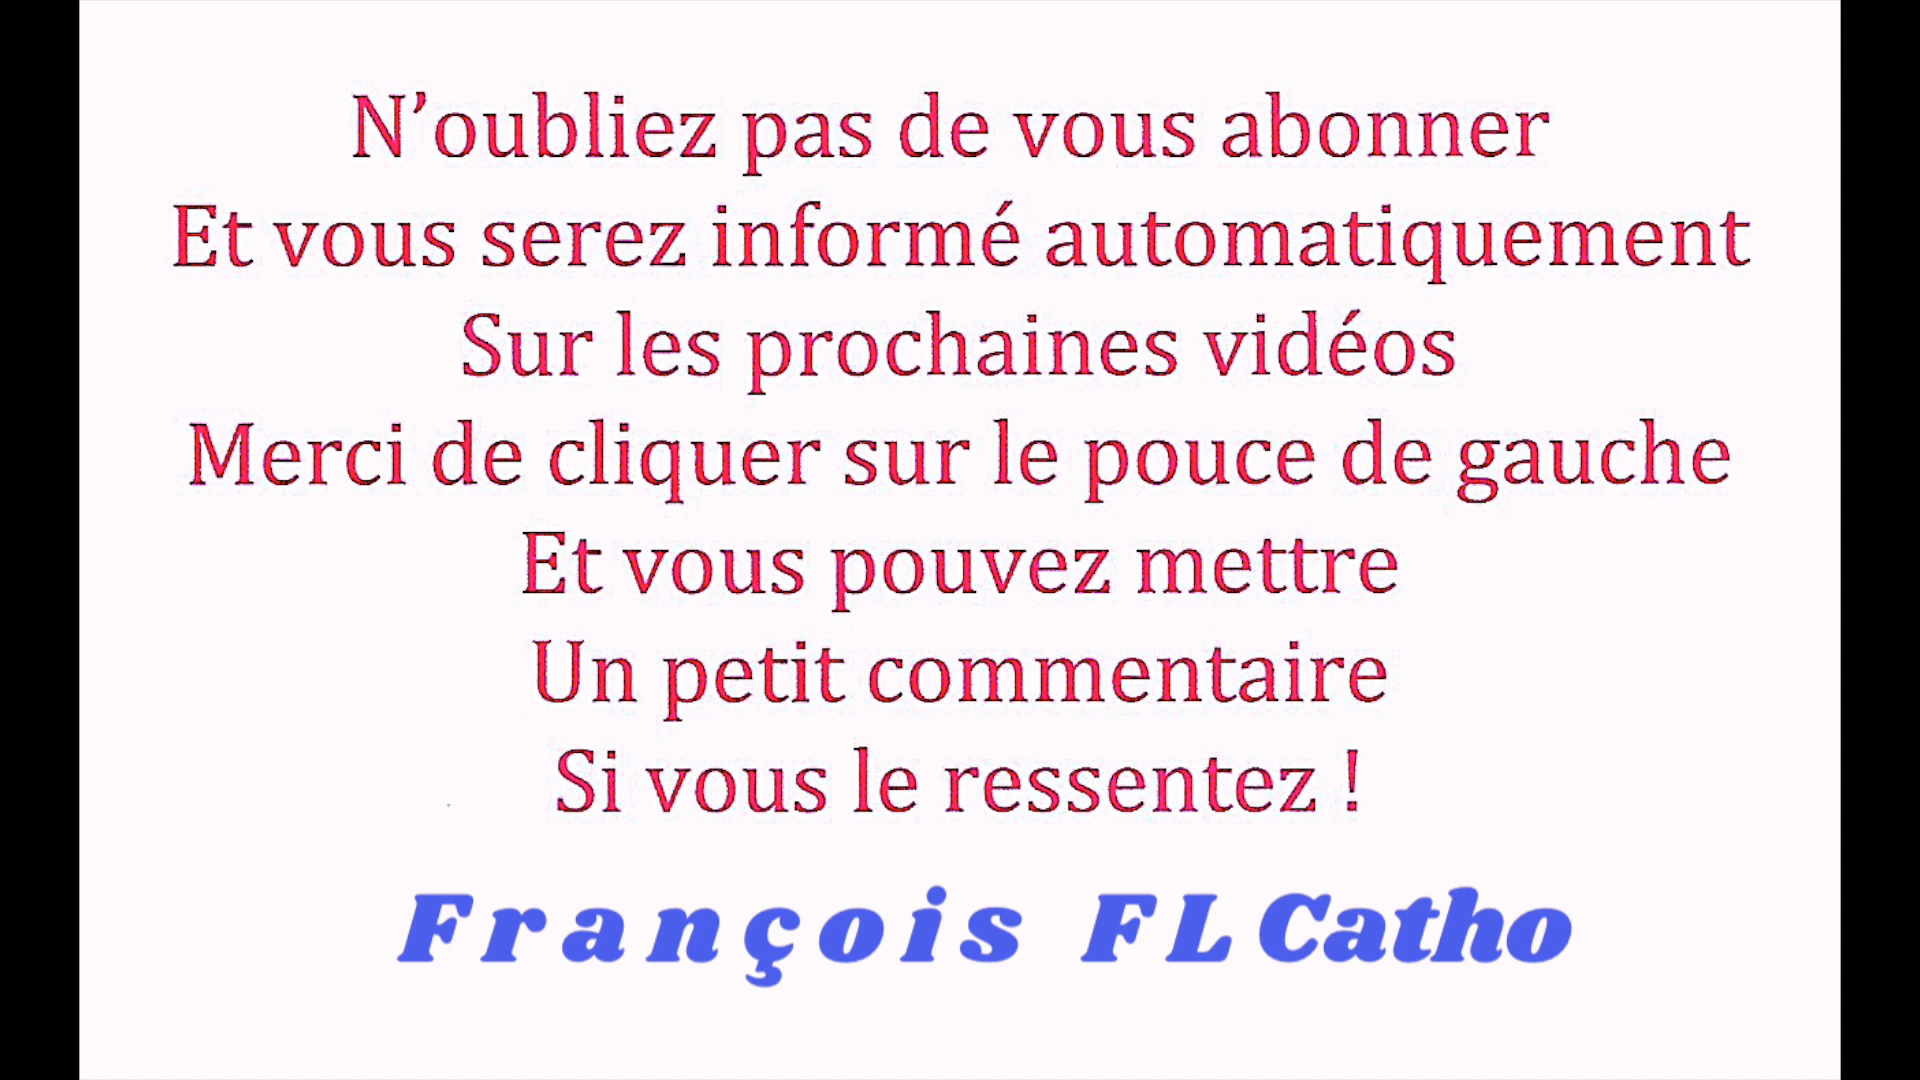 N’oubliez pas de vous abonner
Et vous serez informé automatiquement
Sur les prochaines vidéos
Merci de cliquer sur le pouce de gauche
Et vous pouvez mettre
Un petit commentaire
Si vous le ressentez !
François FLCatho